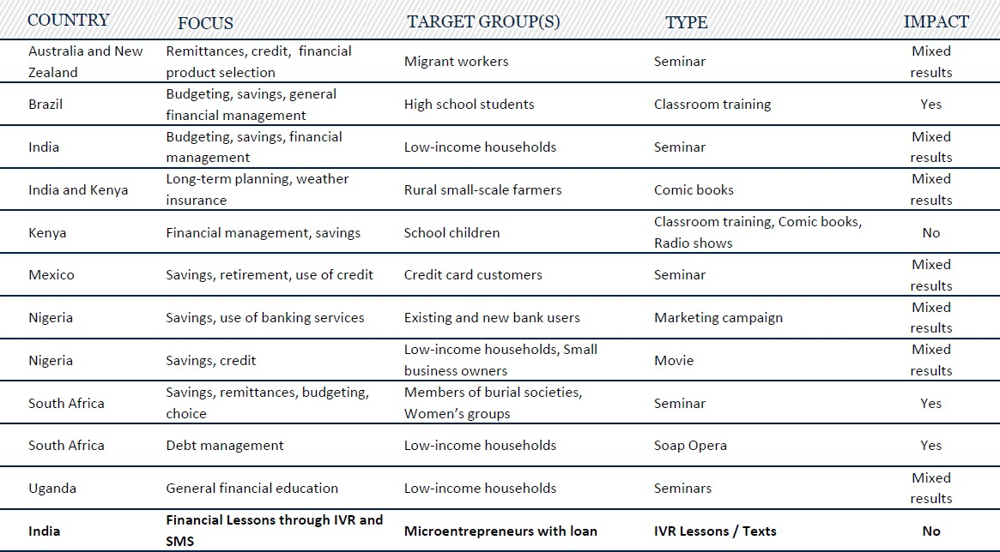 COUNTRY FOCUS TARGET GROUP(S) TYPE IMPACT
Australia and New Zealand
Remittances, credit, financial product selection
Migrant workers
Seminar
Mixed results
Brazil
Budgeting, savings, general financial management
High school students
Classroom training
Yes
India
Budgeting, savings, financial management
Low-income households
Seminar
Mixed results
India and Kenya
Long-term planning, weather insurance
Rural small-scale farmers
Comic books
Mixed results
Kenya
Financial management, savings
School children
Classroom training, Comic books, Radio shows
No
Mexico
Savings, retirement, use of credit
Credit card customers
Seminar
Mixed results
Nigeria
Savings, use of banking services
Existing and new bank users
Marketing campaign
Mixed results
Nigeria
Savings, credit
Low-income households, Small business owners
Movie
Mixed results
South Africa
Savings, remittances, budgeting, choice
Members of burial societies, Women’s groups
Seminar
Yes
South Africa
Debt management
Low-income households
Soap Opera
Yes
Uganda
General financial education
Low-income households
Seminars
Mixed results
India
Financial Lessons through IVR and SMS
Microentrepreneurs with loan
IVR Lessons / Texts
No